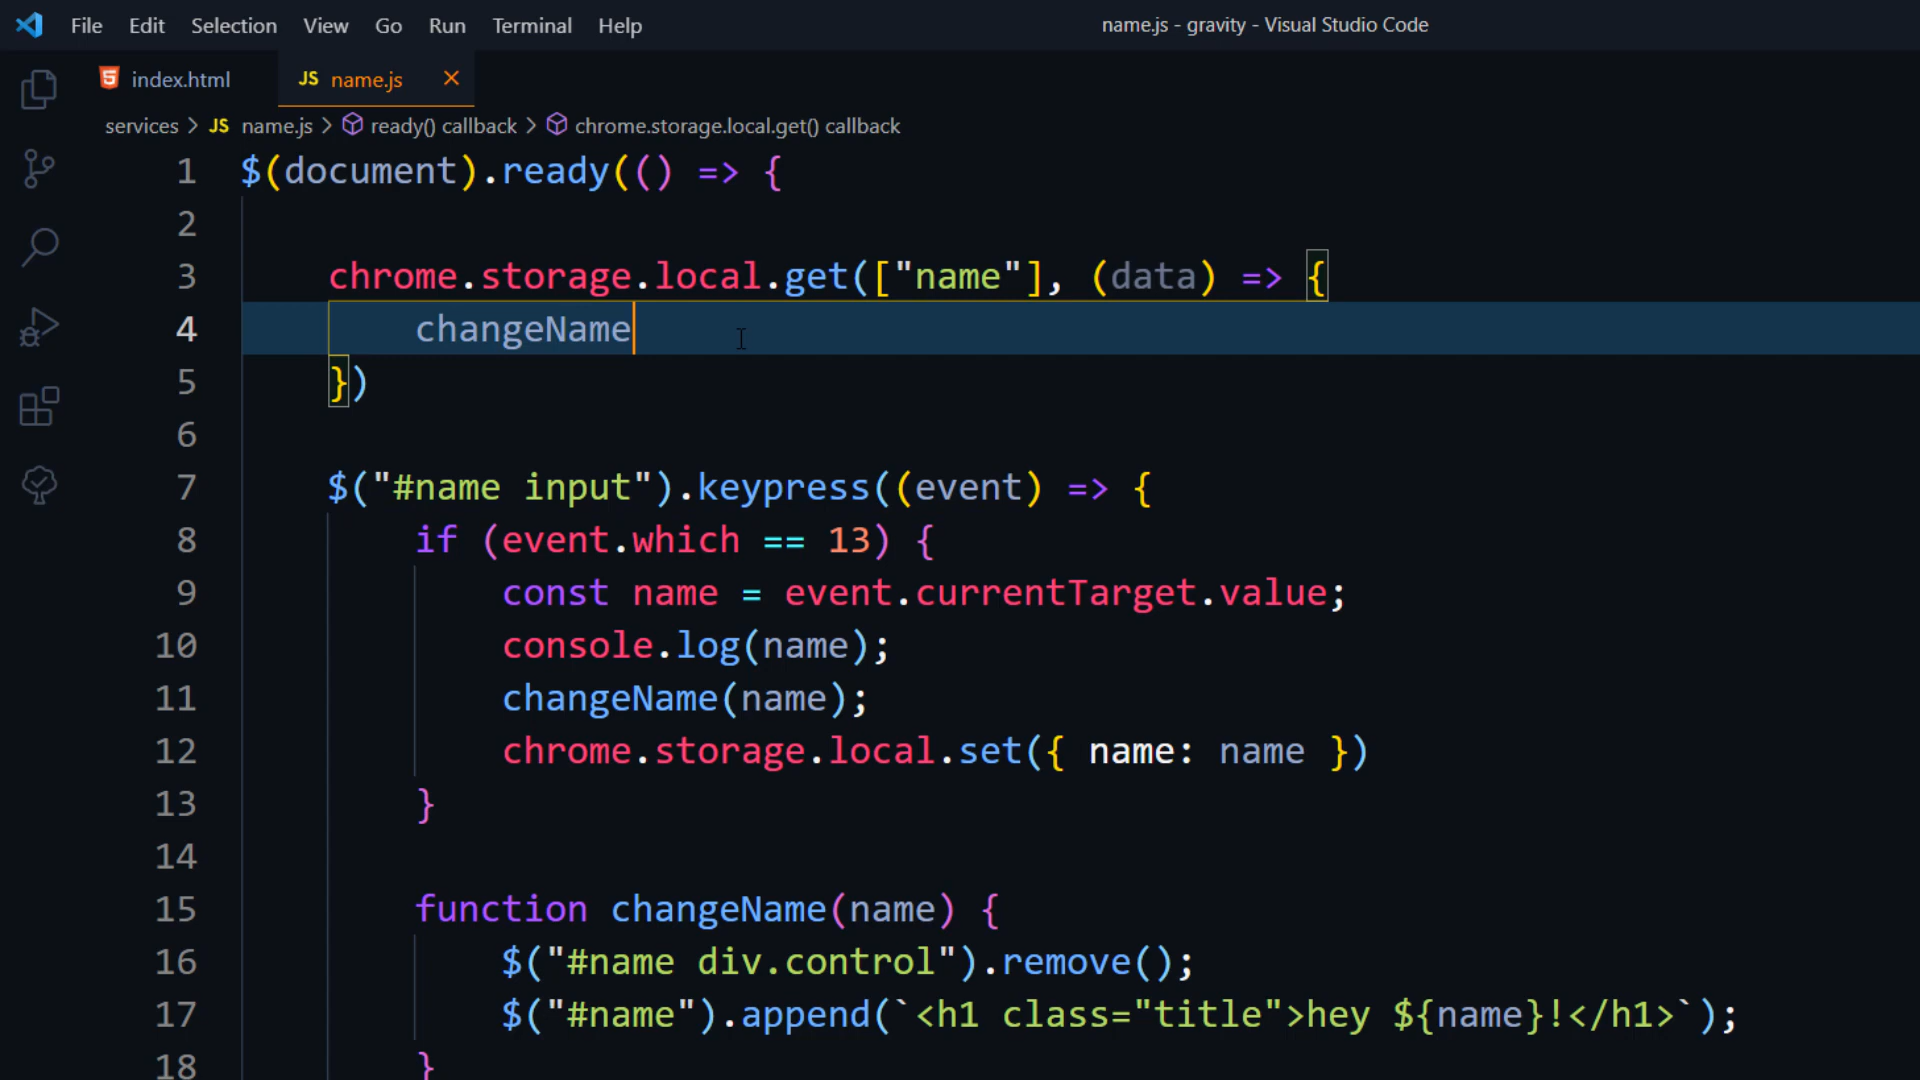 File Edit Selection View Go Run Terminal Help name.js - gravity - Visual Studio Code
index.html JS name.js ×
services > JS name.js > ready() callback > chrome.storage.local.get() callback
1 $(document).ready(() => {
2
3 chrome.storage.local.get(["name"], (data) => {
4 changeName
5 })
6
7 $("#name input").keypress((event) => {
8 if (event.which == 13) {
9 const name = event.currentTarget.value;
10 console.log(name);
11 changeName(name);
12 chrome.storage.local.set({ name: name })
13 }
14
15 function changeName(name) {
16 $("#name div.control").remove();
17 $("#name").append(`<h1 class="title">hey ${name}!</h1>`);
18 }